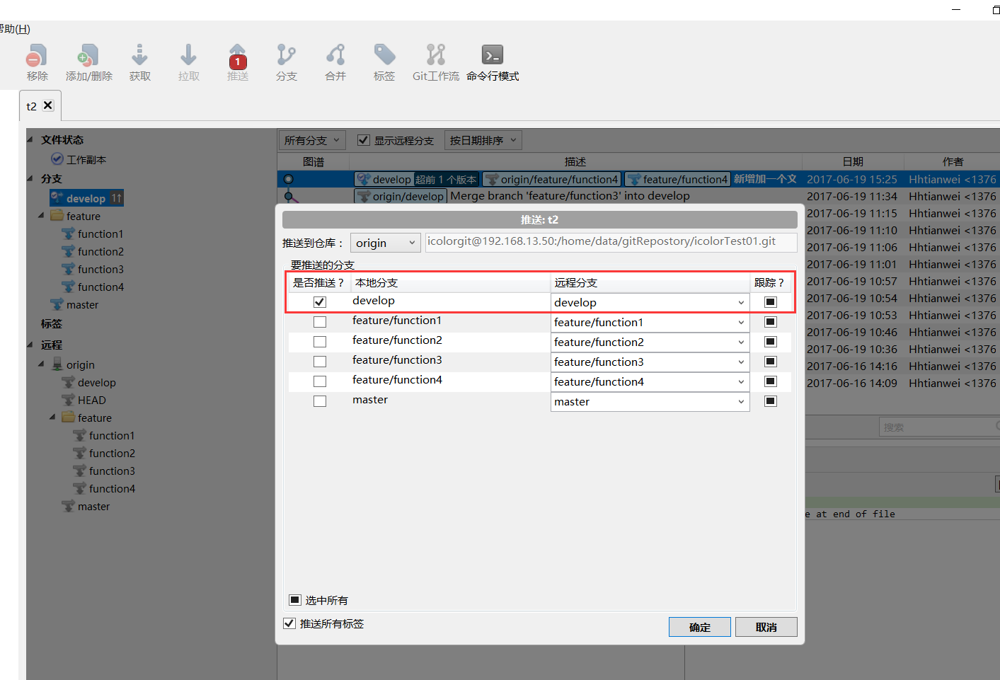 帮助(H)
移除 添加/删除 获取 拉取 推送 1 分支 合并 标签 Git工作流 命令行模式
t2
文件状态
工作副本
分支
develop 1↑
feature
function1
function2
function3
function4
master
标签
远程
origin
develop
HEAD
feature
function1
function2
function3
function4
master
所有分支 显示远程分支 按日期排序
图谱 描述 日期 作者
develop 超前 1 个版本 origin/feature/function4 feature/function4 新增加一个文 2017-06-19 15:25 Hhtianwei <1376
origin/develop Merge branch 'feature/function3' into develop 2017-06-19 11:34 Hhtianwei <1376
2017-06-19 11:15 Hhtianwei <1376
2017-06-19 11:10 Hhtianwei <1376
2017-06-19 11:06 Hhtianwei <1376
2017-06-19 11:01 Hhtianwei <1376
2017-06-19 10:57 Hhtianwei <1376
2017-06-19 10:54 Hhtianwei <1376
2017-06-19 10:53 Hhtianwei <1376
2017-06-19 10:46 Hhtianwei <1376
2017-06-19 10:36 Hhtianwei <1376
2017-06-16 14:16 Hhtianwei <1376
2017-06-16 14:09 Hhtianwei <1376
搜索
e at end of file
推送: t2
推送到仓库： origin icolorgit@192.168.13.50:/home/data/gitRepostory/icolorTest01.git
要推送的分支
是否推送？ 本地分支 远程分支 跟踪？
develop develop
feature/function1 feature/function1
feature/function2 feature/function2
feature/function3 feature/function3
feature/function4 feature/function4
master master
选中所有
推送所有标签
确定 取消